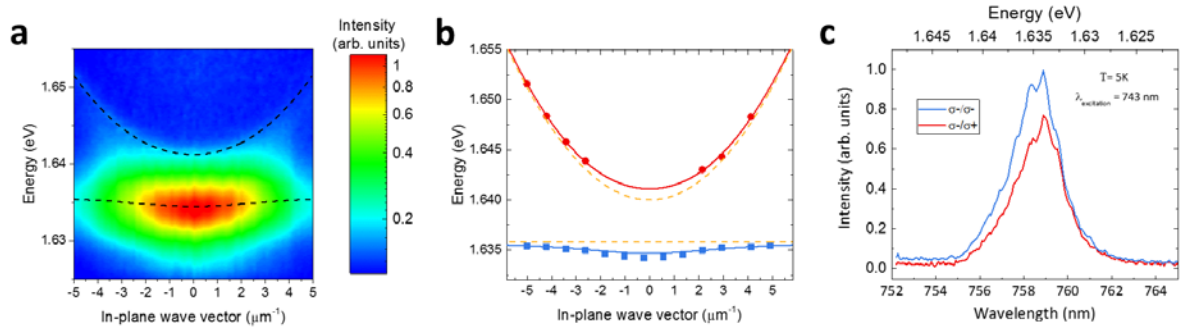 a
Intensity
(arb. units)
1
0.8
0.6
0.4
0.2
Energy (eV)
1.65
1.64
1.63
-5 -4 -3 -2 -1 0 1 2 3 4 5
In-plane wave vector (μm⁻¹)
b
Energy (eV)
1.655
1.650
1.645
1.640
1.635
-5 -4 -3 -2 -1 0 1 2 3 4 5
In-plane wave vector (μm⁻¹)
c
Energy (eV)
1.645 1.64 1.635 1.63 1.625
Intensity (arb. units)
1.0
0.8
0.6
0.4
0.2
0.0
σ-/σ-
σ-/σ+
T= 5K
λexcitation = 743 nm
752 754 756 758 760 762 764
Wavelength (nm)